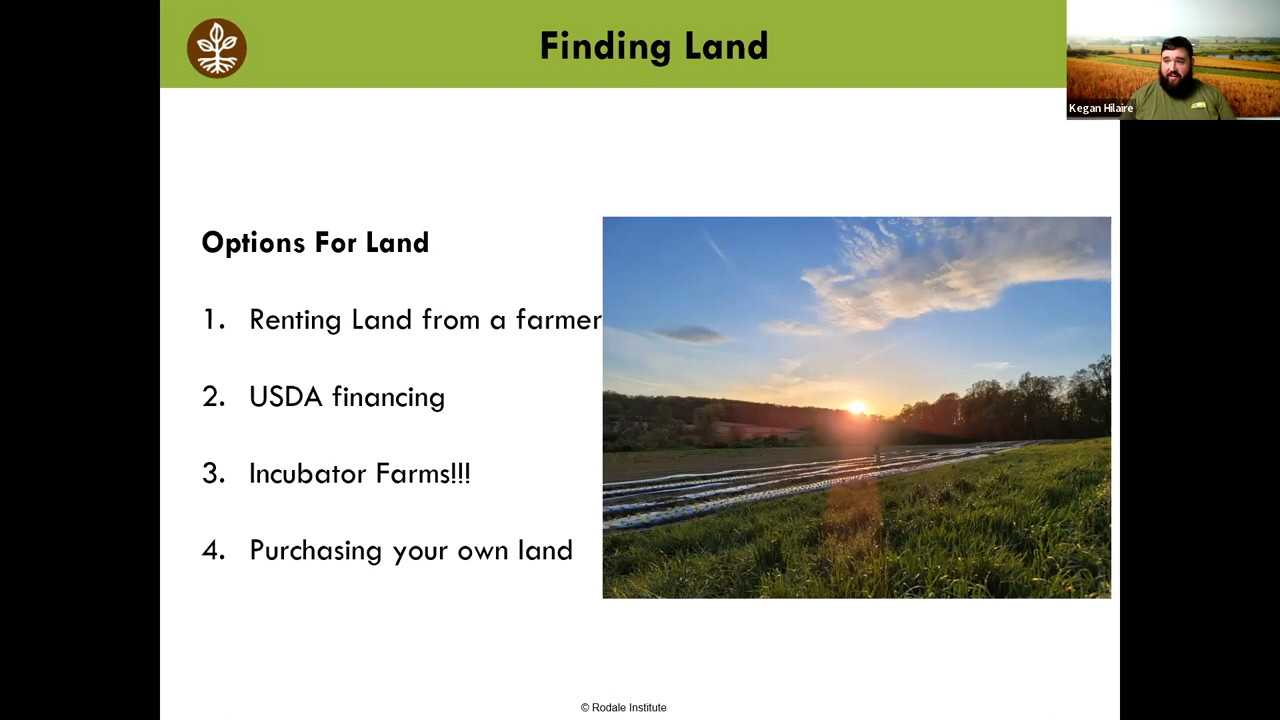 Finding Land
Kegan Hilaire
Options For Land
1. Renting Land from a farmer
2. USDA financing
3. Incubator Farms!!!
4. Purchasing your own land
© Rodale Institute